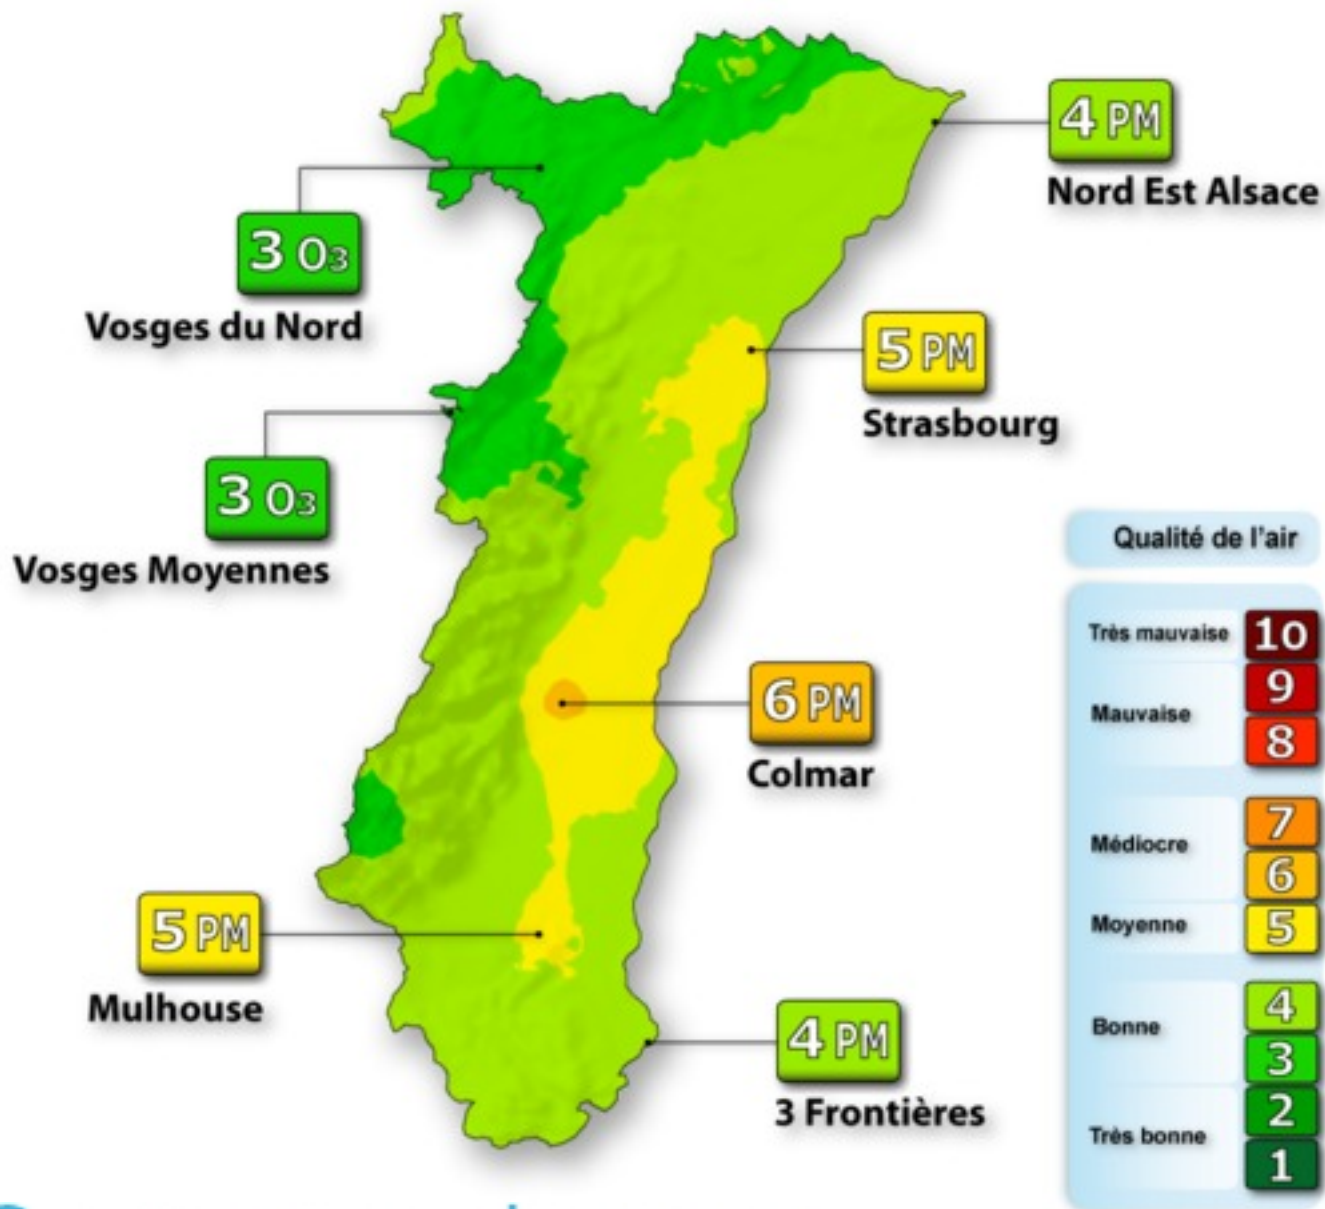 4 PM
Nord Est Alsace
3 O3
Vosges du Nord
5 PM
Strasbourg
3 O3
Vosges Moyennes
6 PM
Colmar
5 PM
Mulhouse
4 PM
3 Frontières
Qualité de l'air
Très mauvaise 10
9
Mauvaise
8
7
Médiocre
6
Moyenne 5
4
Bonne
3
2
Très bonne
1